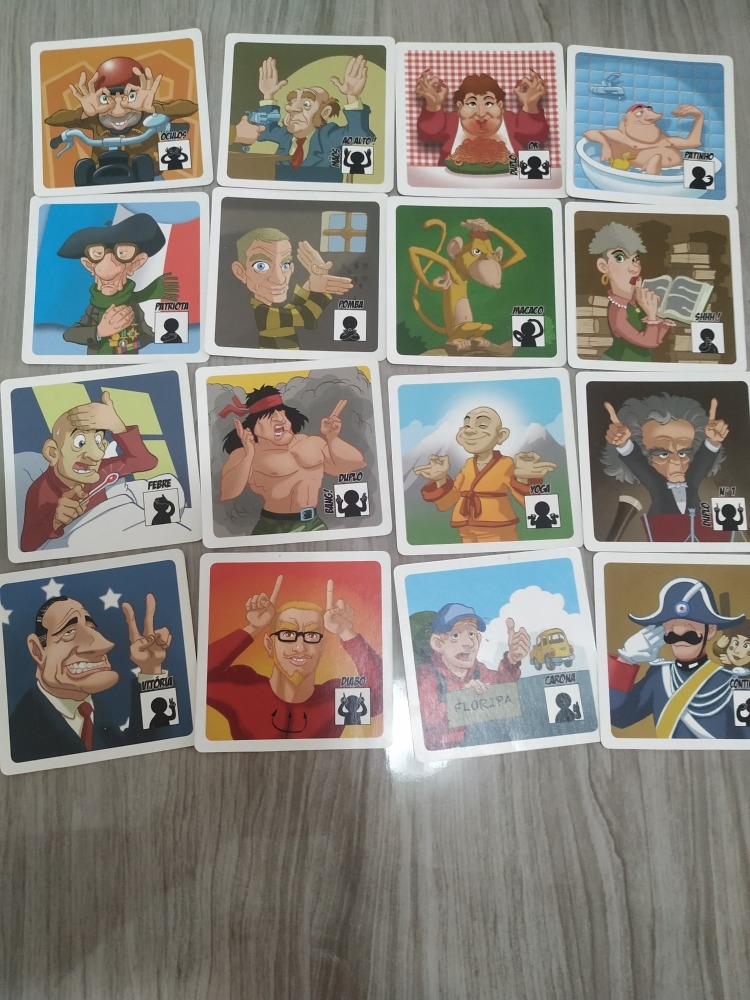 ÓCULOS
MÃOS
AO ALTO!
DUPLO
OK
PATINHO
PATRIOTA
POMBA
MACACO
SHHH!
FEBRE
BANG!
DUPLO
YOGA
DUPLO
Nº 1
VITÓRIA
DIABO
FLORIPA
CARONA
CONTI